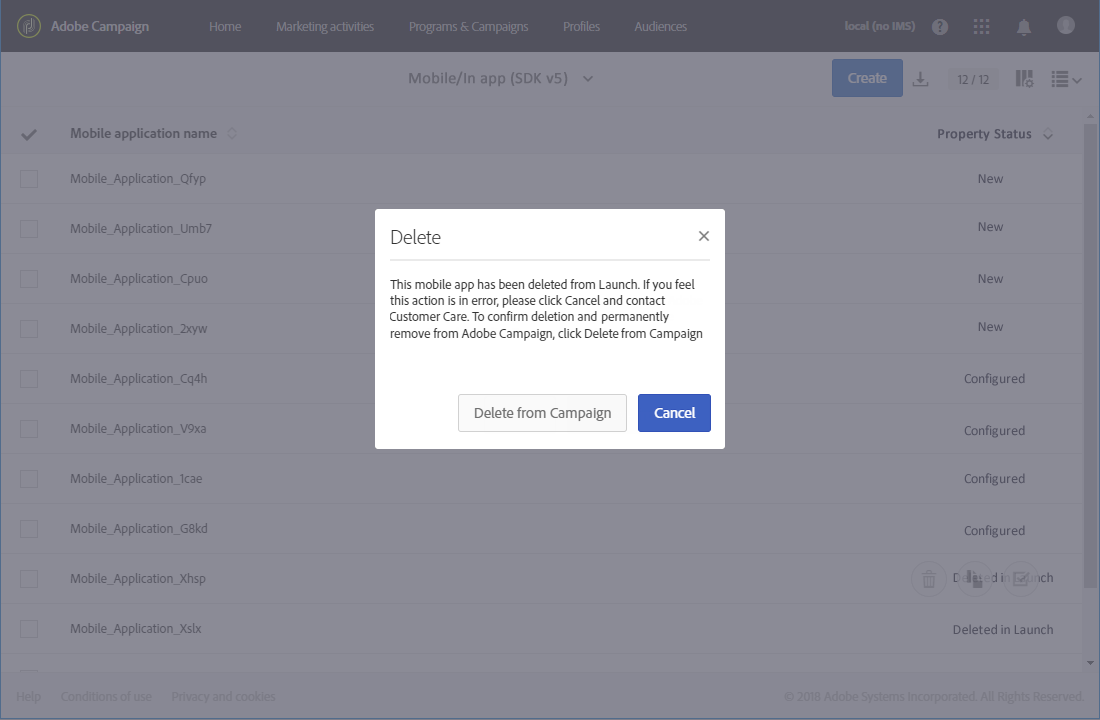 Adobe Campaign Home Marketing activities Programs & Campaigns Profiles Audiences local (no IMS) ?
Mobile/In app (SDK v5) Create 12 / 12
Mobile application name Property Status
Mobile_Application_Qfyp New
Mobile_Application_Umb7 New
Mobile_Application_Cpuo New
Mobile_Application_2xyw New
Mobile_Application_Cq4h Configured
Mobile_Application_V9xa Configured
Mobile_Application_1cae Configured
Mobile_Application_G8kd Configured
Mobile_Application_Xhsp Deleted in Launch
Mobile_Application_Xslx Deleted in Launch
Delete
This mobile app has been deleted from Launch. If you feel
this action is in error, please click Cancel and contact
Customer Care. To confirm deletion and permanently
remove from Adobe Campaign, click Delete from Campaign
Delete from Campaign Cancel
Help Conditions of use Privacy and cookies © 2018 Adobe Systems Incorporated. All Rights Reserved.